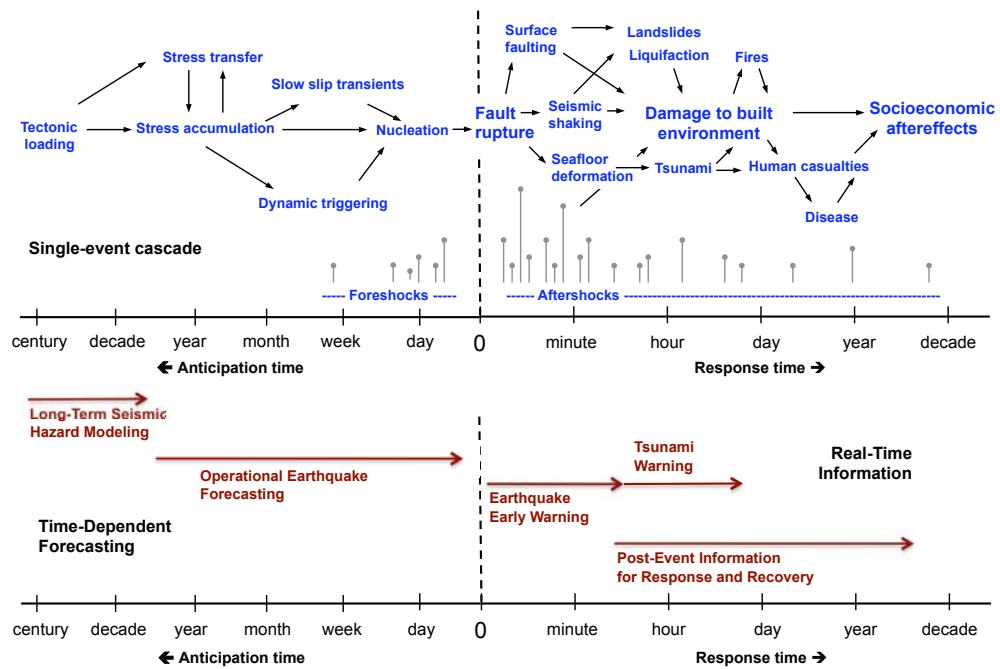 Surface
faulting
Landslides
Liquifaction
Fires
Stress transfer
Slow slip transients
Tectonic
loading
Stress accumulation
Nucleation
Fault
rupture
Seismic
shaking
Damage to built
environment
Socioeconomic
aftereffects
Seafloor
deformation
Tsunami
Human casualties
Dynamic triggering
Disease
Single-event cascade
----- Foreshocks -----
----- Aftershocks ------------------------------------------------------------
century decade year month week day 0 minute hour day year decade
← Anticipation time
Response time →
Long-Term Seismic
Hazard Modeling
Operational Earthquake
Forecasting
Time-Dependent
Forecasting
Tsunami
Warning
Real-Time
Information
Earthquake
Early Warning
Post-Event Information
for Response and Recovery
century decade year month week day 0 minute hour day year decade
← Anticipation time
Response time →